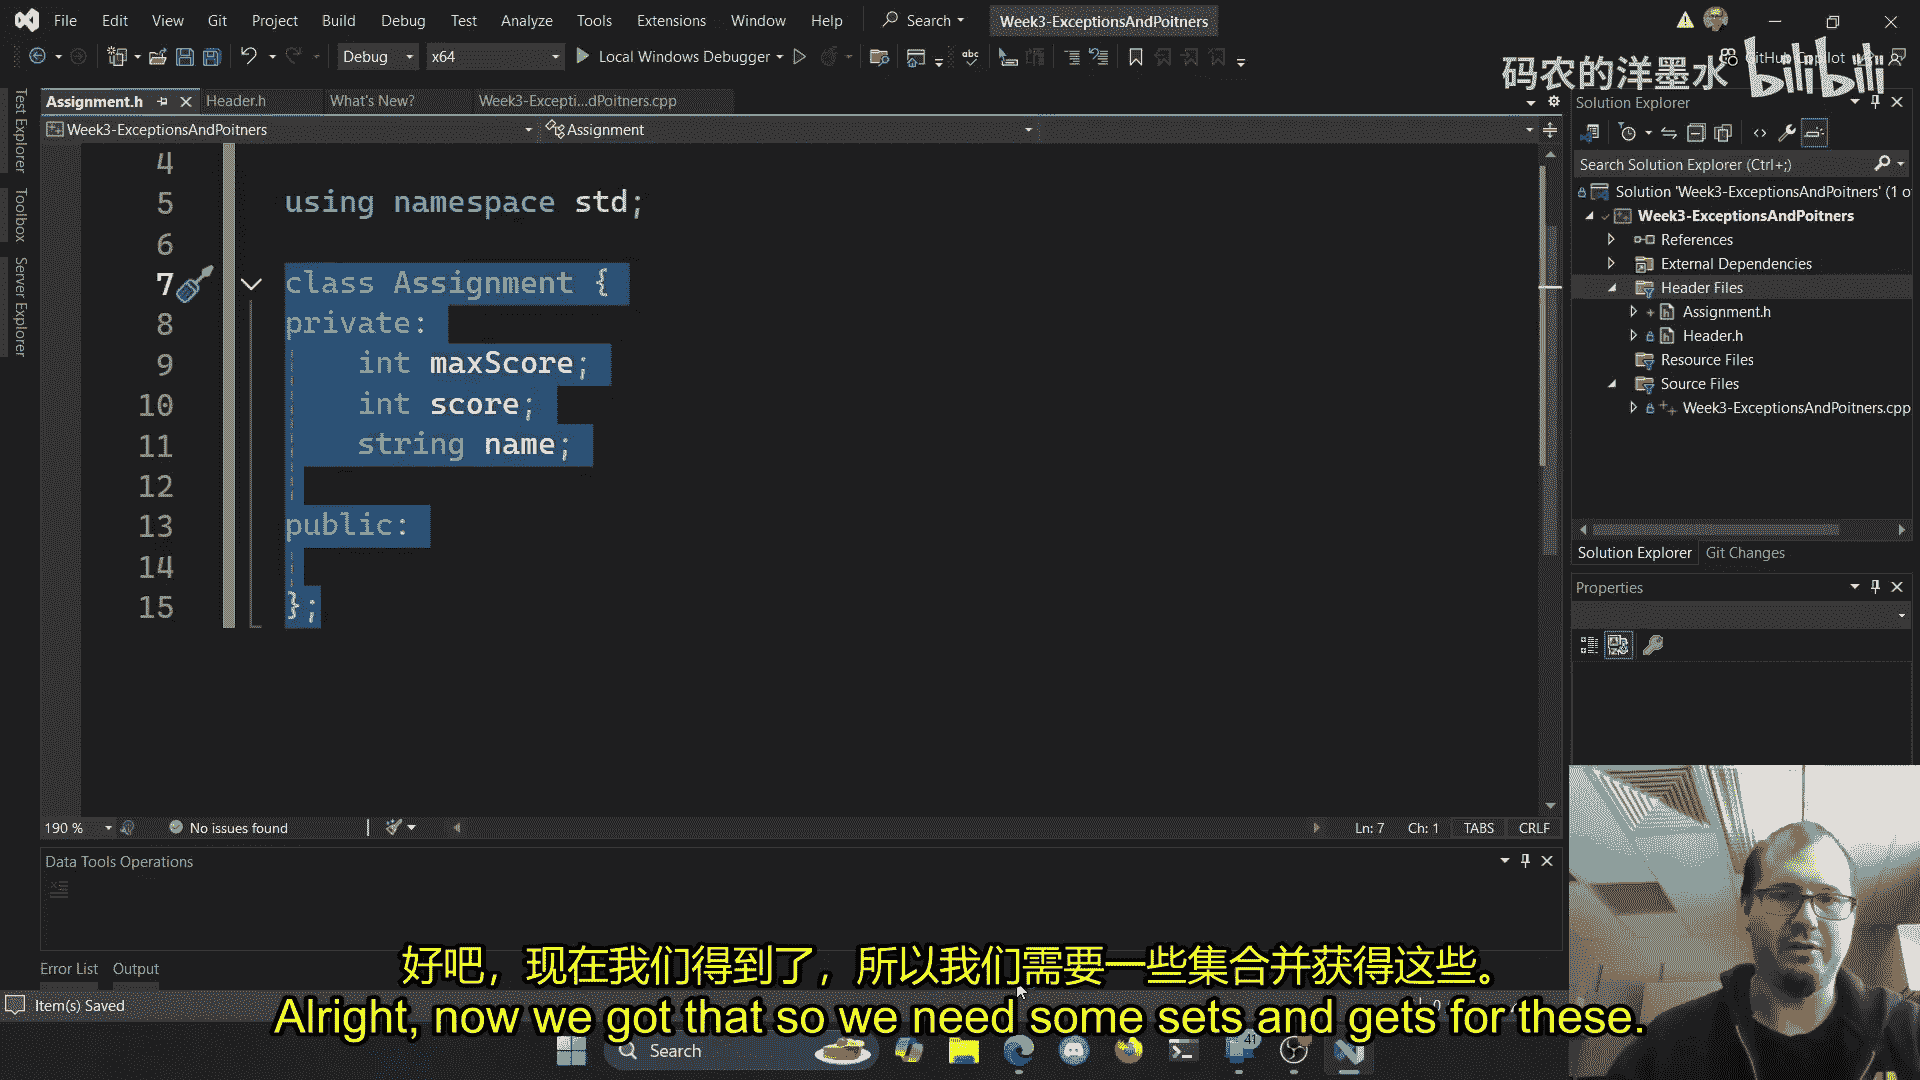 File Edit View Git Project Build Debug Test Analyze Tools Extensions Window Help Search Week3-ExceptionsAndPoitners
Debug x64 Local Windows Debugger
码农的洋墨水 bilibili
Assignment.h Header.h What's New? Week3-Excepti...dPoitners.cpp
Week3-ExceptionsAndPoitners Assignment
Test Explorer
Toolbox
Server Explorer
4
5 using namespace std;
6
7 class Assignment {
8 private:
9 int maxScore;
10 int score;
11 string name;
12
13 public:
14
15 };
190 % No issues found Ln: 7 Ch: 1 TABS CRLF
Data Tools Operations
Error List Output
Item(s) Saved
Solution Explorer
Search Solution Explorer (Ctrl+;)
Solution 'Week3-ExceptionsAndPoitners' (1 o
Week3-ExceptionsAndPoitners
References
External Dependencies
Header Files
Assignment.h
Header.h
Resource Files
Source Files
Week3-ExceptionsAndPoitners.cpp
Solution Explorer Git Changes
Properties
好吧，现在我们得到了，所以我们需要一些集合并获得这些。
Alright, now we got that so we need some sets and gets for these.
Search
41